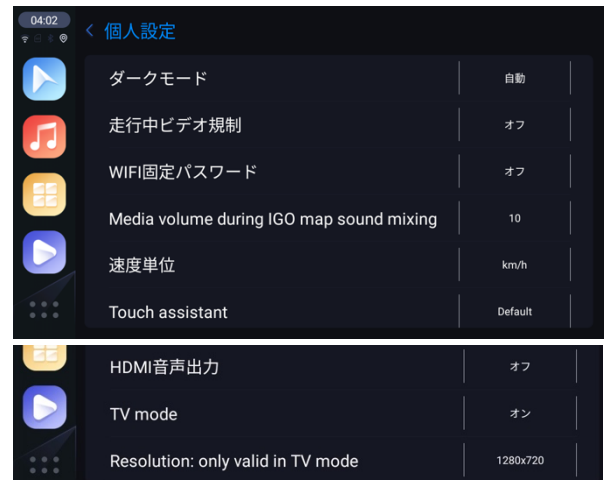 04:02
個人設定
ダークモード 自動
走行中ビデオ規制 オフ
WIFI固定パスワード オフ
Media volume during IGO map sound mixing 10
速度単位 km/h
Touch assistant Default
HDMI音声出力 オフ
TV mode オン
Resolution: only valid in TV mode 1280x720